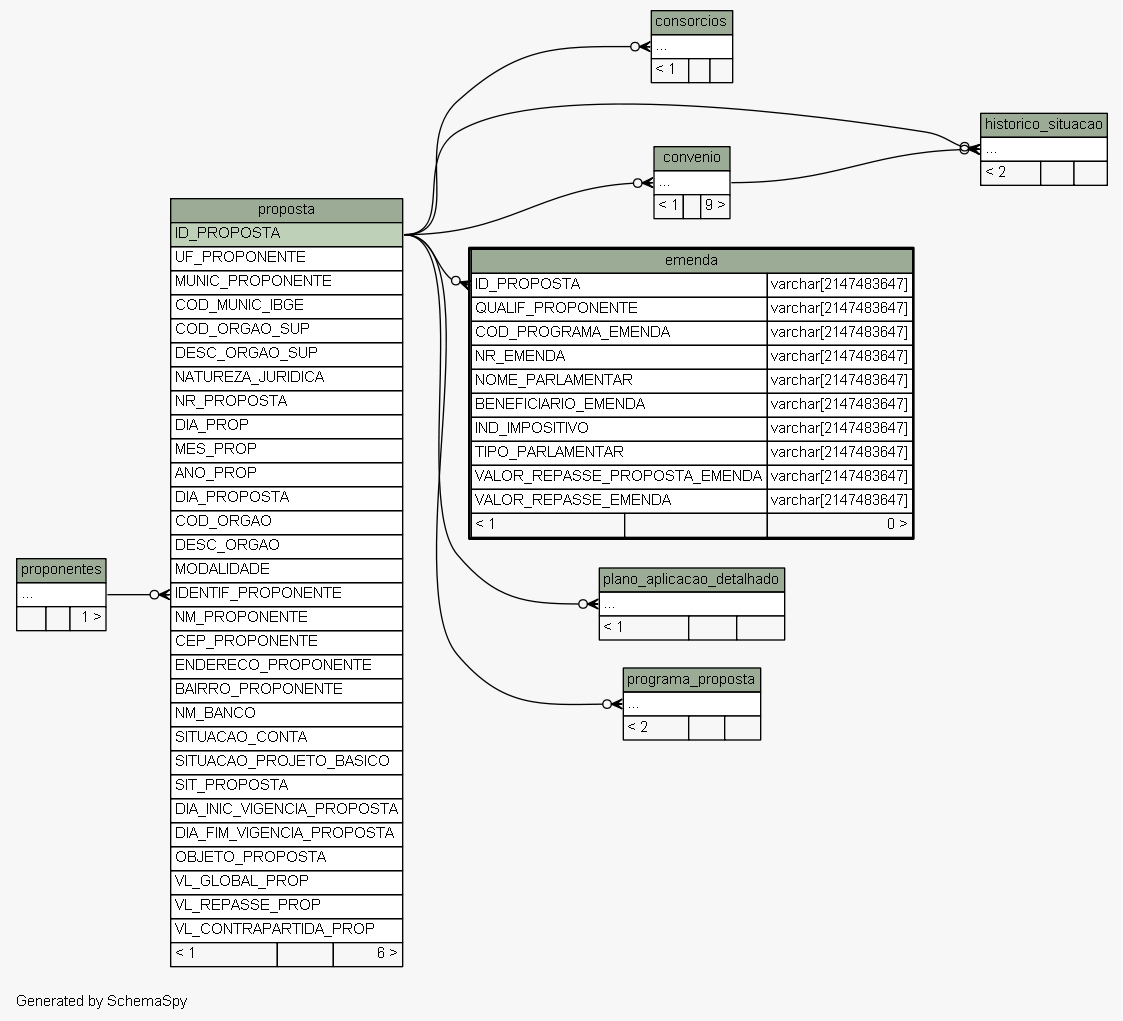 consorcios
...
< 1
historico_situacao
...
< 2
convenio
...
< 1 9 >
proposta
ID_PROPOSTA
UF_PROPONENTE
MUNIC_PROPONENTE
COD_MUNIC_IBGE
COD_ORGAO_SUP
DESC_ORGAO_SUP
NATUREZA_JURIDICA
NR_PROPOSTA
DIA_PROP
MES_PROP
ANO_PROP
DIA_PROPOSTA
COD_ORGAO
DESC_ORGAO
MODALIDADE
IDENTIF_PROPONENTE
NM_PROPONENTE
CEP_PROPONENTE
ENDERECO_PROPONENTE
BAIRRO_PROPONENTE
NM_BANCO
SITUACAO_CONTA
SITUACAO_PROJETO_BASICO
SIT_PROPOSTA
DIA_INIC_VIGENCIA_PROPOSTA
DIA_FIM_VIGENCIA_PROPOSTA
OBJETO_PROPOSTA
VL_GLOBAL_PROP
VL_REPASSE_PROP
VL_CONTRAPARTIDA_PROP
< 1 6 >
emenda
ID_PROPOSTA varchar[2147483647]
QUALIF_PROPONENTE varchar[2147483647]
COD_PROGRAMA_EMENDA varchar[2147483647]
NR_EMENDA varchar[2147483647]
NOME_PARLAMENTAR varchar[2147483647]
BENEFICIARIO_EMENDA varchar[2147483647]
IND_IMPOSITIVO varchar[2147483647]
TIPO_PARLAMENTAR varchar[2147483647]
VALOR_REPASSE_PROPOSTA_EMENDA varchar[2147483647]
VALOR_REPASSE_EMENDA varchar[2147483647]
< 1 0 >
proponentes
...
1 >
plano_aplicacao_detalhado
...
< 1
programa_proposta
...
< 2
Generated by SchemaSpy